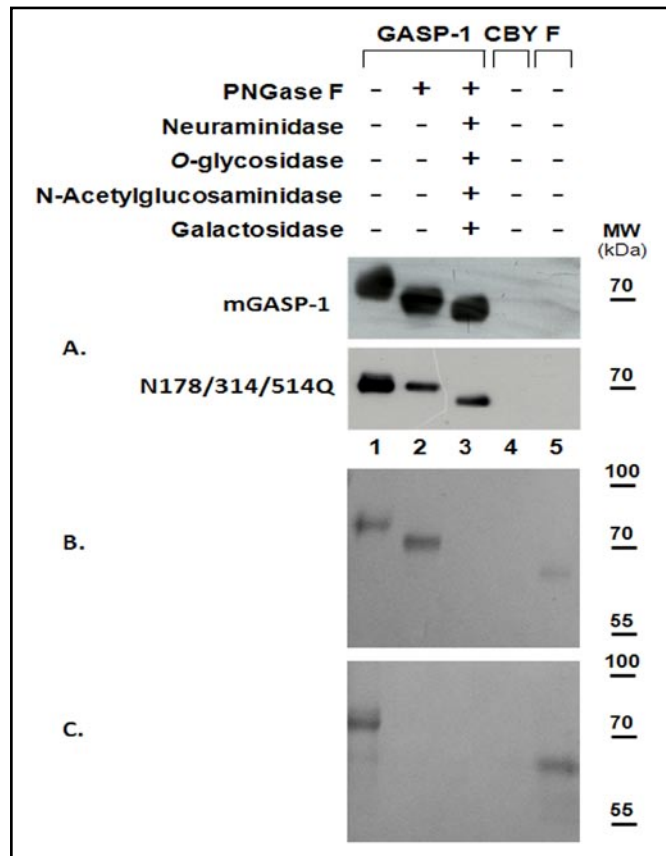 GASP-1 CBY F
PNGase F - + + - -
Neuraminidase - - + - -
O-glycosidase - - + - -
N-Acetylglucosaminidase - - + - -
Galactosidase - - + - -
MW
(kDa)
mGASP-1 70
A.
N178/314/514Q 70
1 2 3 4 5
100
B. 70
55
100
C. 70
55